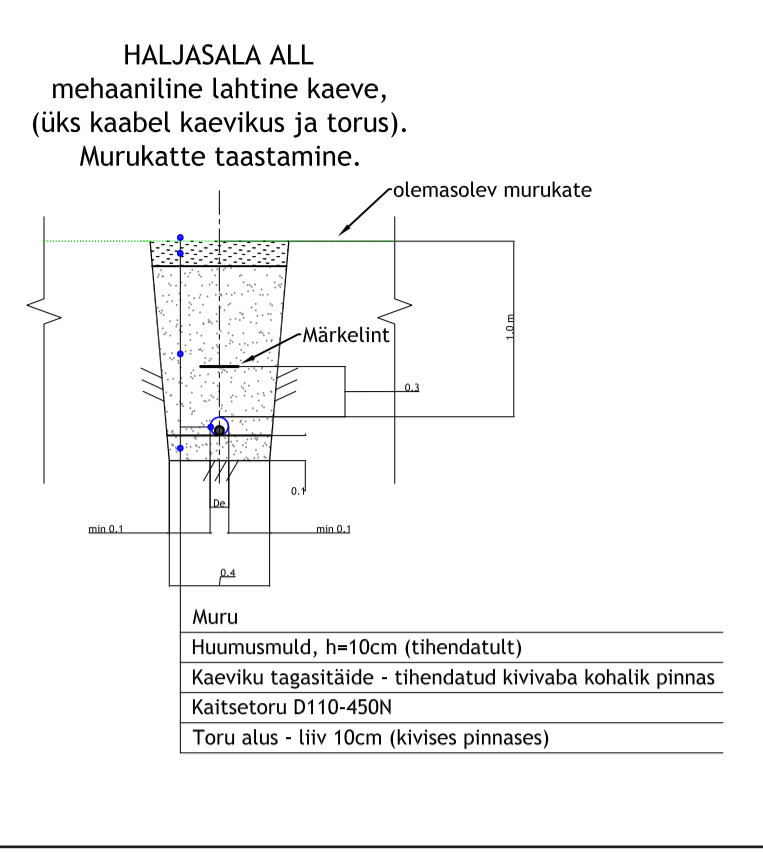 HALJASALA ALL
mehaaniline lahtine kaeve,
(üks kaabel kaevikus ja torus).
Murukatte taastamine.
olemasolev murukate
1.0 m
Märkelint
0.3
0.1
De
min 0.1
min 0.1
0.4
Muru
Huumusmuld, h=10cm (tihendatult)
Kaeviku tagasitäide - tihendatud kivivaba kohalik pinnas
Kaitsetoru D110-450N
Toru alus - liiv 10cm (kivises pinnases)